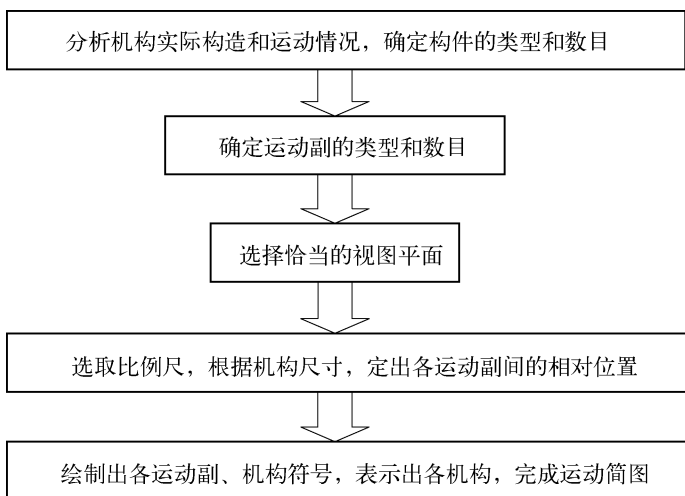 分析机构实际构造和运动情况，确定构件的类型和数目
确定运动副的类型和数目
选择恰当的视图平面
选取比例尺，根据机构尺寸，定出各运动副间的相对位置
绘制出各运动副、机构符号，表示出各机构，完成运动简图